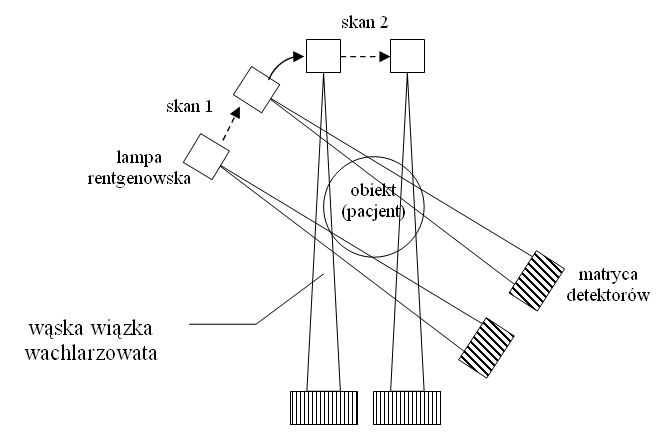 skan 2
skan 1
lampa
rentgenowska
obiekt
(pacjent)
matryca
detektorów
wąska wiązka
wachlarzowata